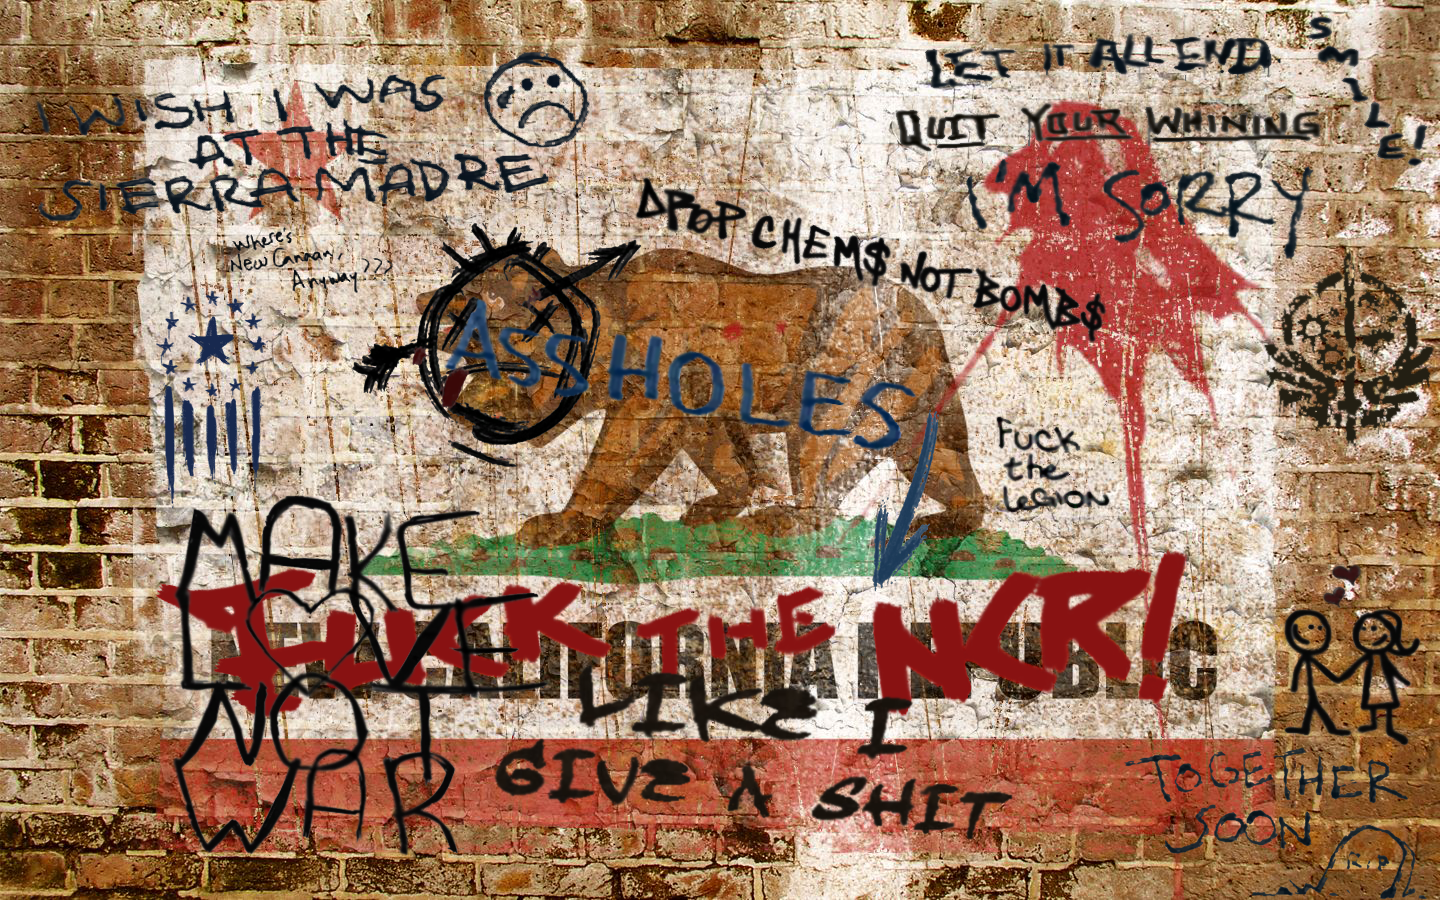 I WISH I WAS
AT THE
SIERRA MADRE
LET IT ALL END
SMILE!
QUIT YOUR WHINING
I'M SORRY
DROP CHEM$ NOT BOMB$
Where's
New Canaan,
Anyway???
ASSHOLES
FUCK
the
LEGION
MAKE
LOVE
NOT
WAR
FUCK THE NCR!
NEW CALIFORNIA REPUBLIC
LIKE I
GIVE A SHIT
TOGETHER
SOON
R.I.P